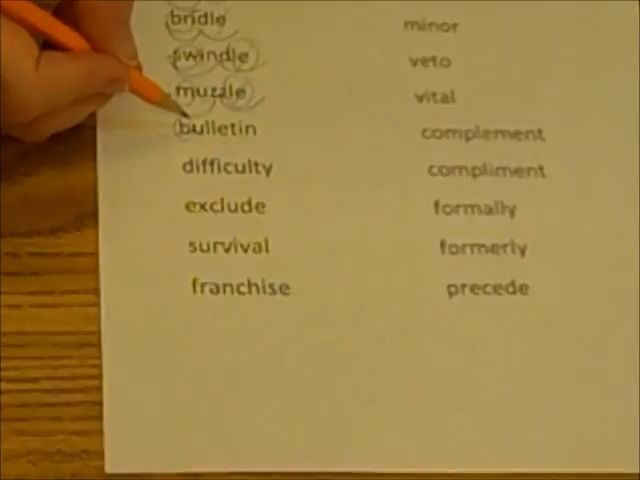 bridle minor
swindle veto
muzzle vital
bulletin complement
difficulty compliment
exclude formally
survival formerly
franchise precede